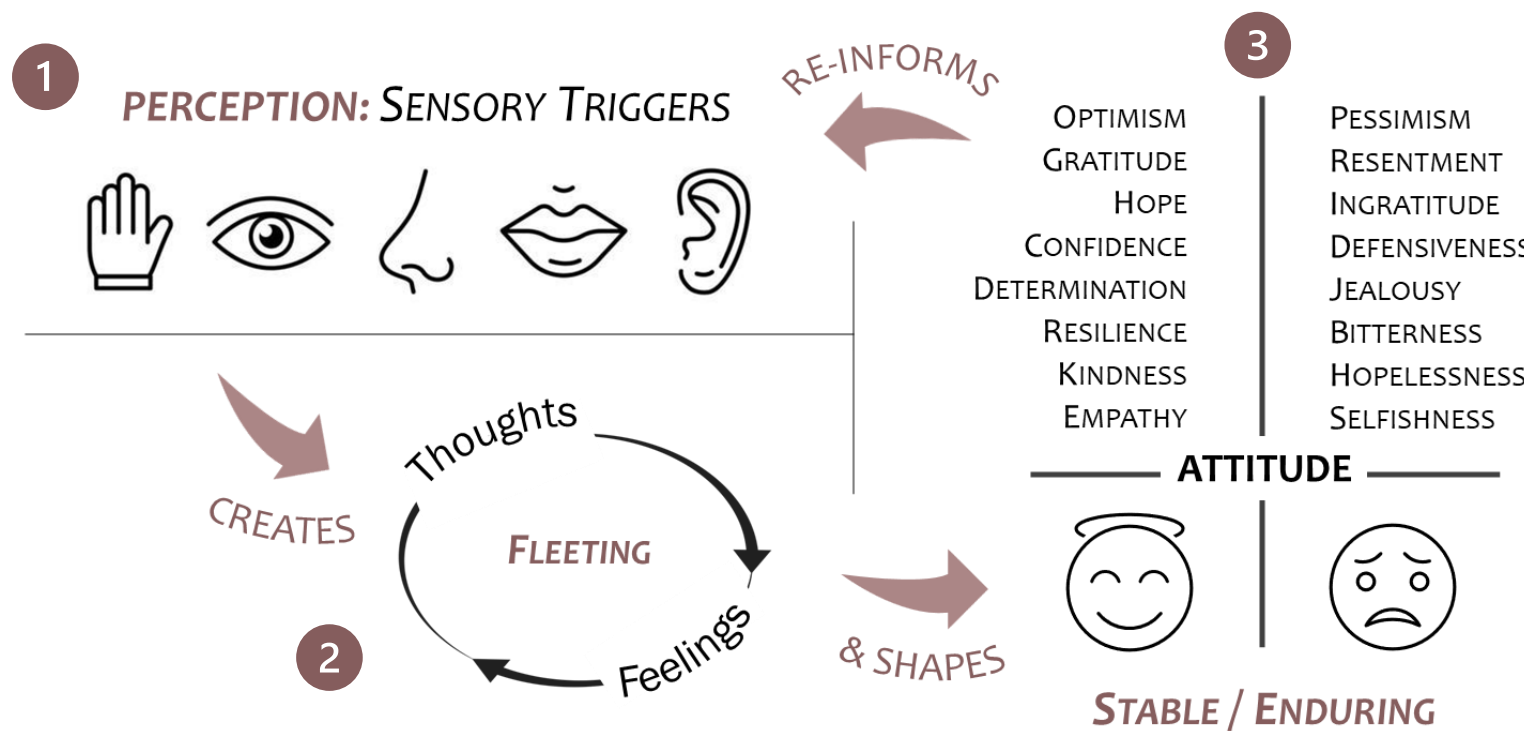 1
PERCEPTION: SENSORY TRIGGERS
CREATES
2
Thoughts
FLEETING
Feelings
& SHAPES
3
OPTIMISM
GRATITUDE
HOPE
CONFIDENCE
DETERMINATION
RESILIENCE
KINDNESS
EMPATHY
PESSIMISM
RESENTMENT
INGRATITUDE
DEFENSIVENESS
JEALOUSY
BITTERNESS
HOPELESSNESS
SELFISHNESS
ATTITUDE
STABLE / ENDURING
RE-INFORMS